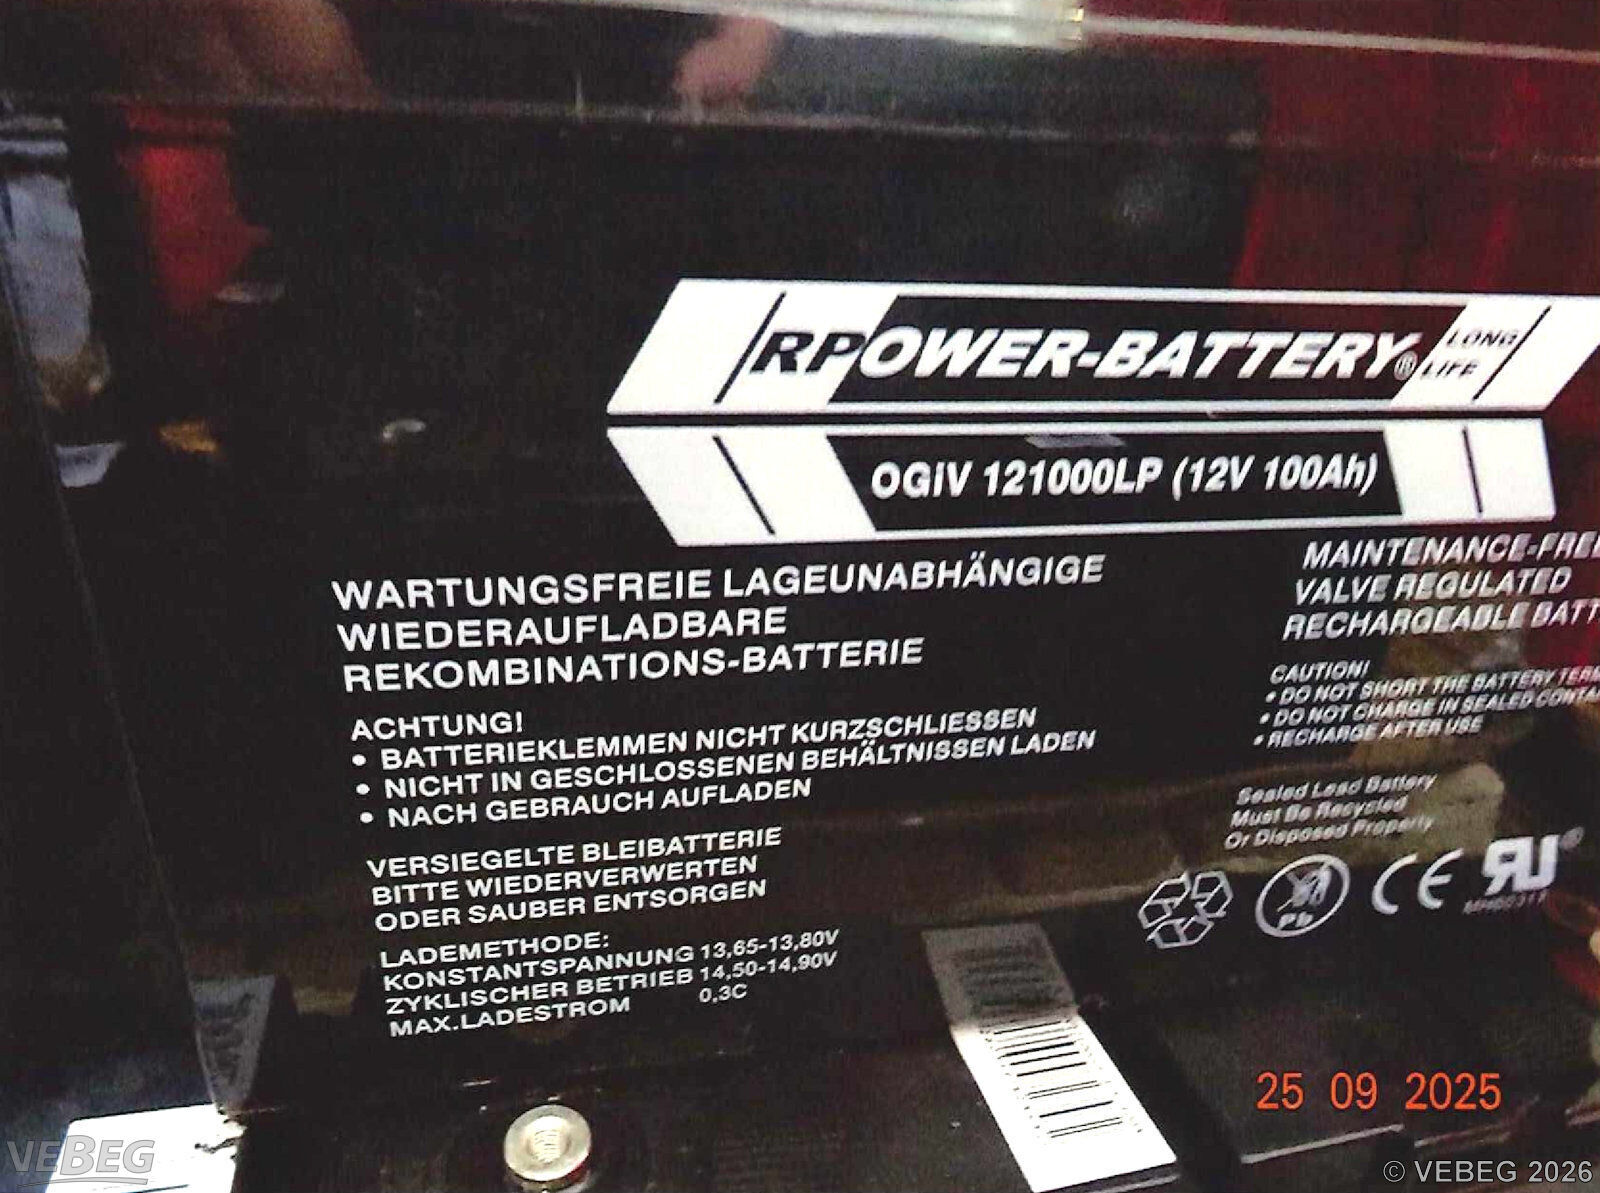 RPOWER-BATTERY® LONG LIFE
OGIV 121000LP (12V 100Ah)
WARTUNGSFREIE LAGEUNABHÄNGIGE
WIEDERAUFLADBARE
REKOMBINATIONS-BATTERIE
ACHTUNG!
• BATTERIEKLEMMEN NICHT KURZSCHLIESSEN
• NICHT IN GESCHLOSSENEN BEHÄLTNISSEN LADEN
• NACH GEBRAUCH AUFLADEN
VERSIEGELTE BLEIBATTERIE
BITTE WIEDERVERWERTEN
ODER SAUBER ENTSORGEN
LADEMETHODE:
KONSTANTSPANNUNG 13,65-13,80V
ZYKLISCHER BETRIEB 14,50-14,90V
MAX.LADESTROM 0,3C
MAINTENANCE-FREE
VALVE REGULATED
RECHARGEABLE BATT
CAUTION!
• DO NOT SHORT THE BATTERY TERM
• DO NOT CHARGE IN SEALED CONTA
• RECHARGE AFTER USE
Sealed Lead Battery
Must Be Recycled
Or Disposed Properly
Pb
CE
25 09 2025
VEBEG
© VEBEG 2026